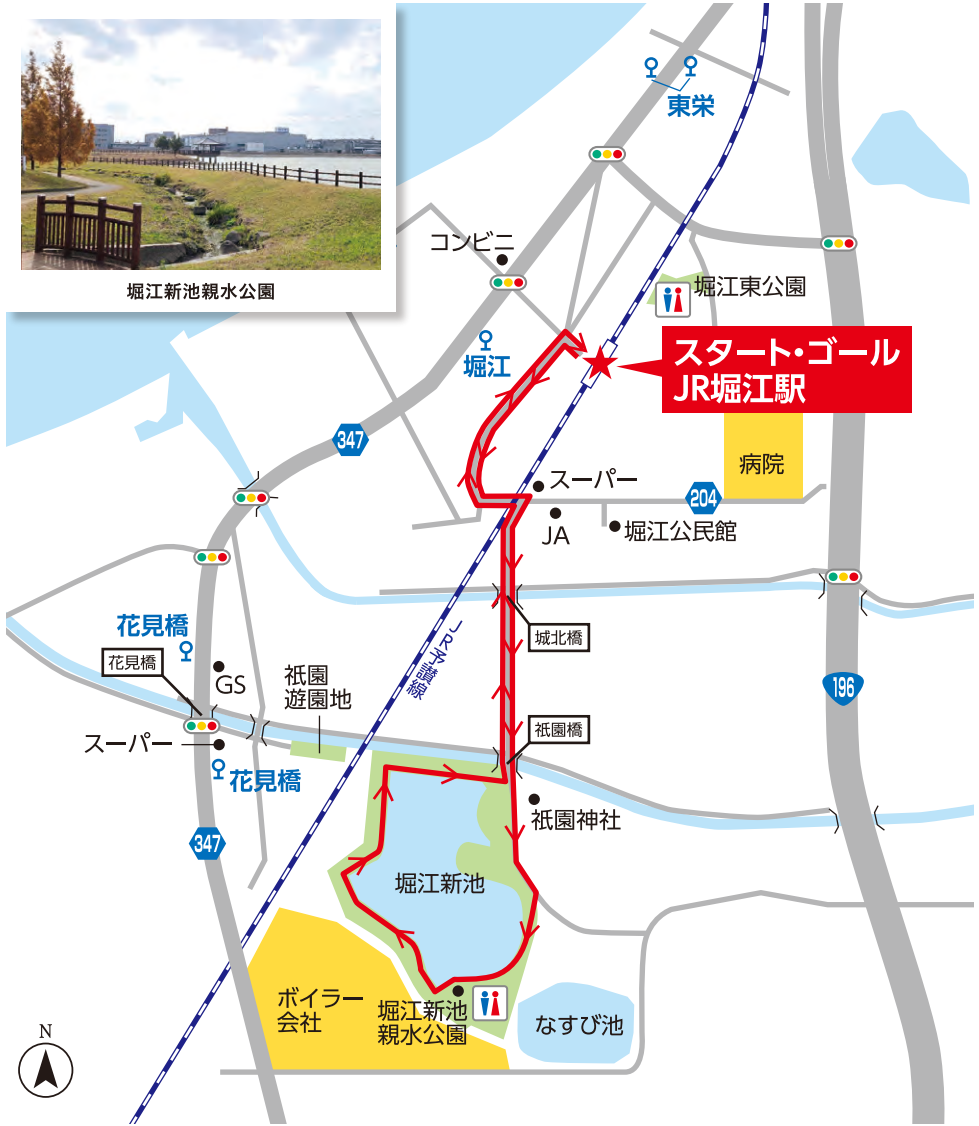 堀江新池親水公園
東栄
コンビニ
堀江東公園
堀江
スタート・ゴール
JR堀江駅
347
病院
スーパー
204
JA
堀江公民館
花見橋
城北橋
JR予讃線
花見橋
GS
祇園
遊園地
196
祇園橋
スーパー
花見橋
祇園神社
347
堀江新池
ボイラー
会社
堀江新池
親水公園
なすび池
N